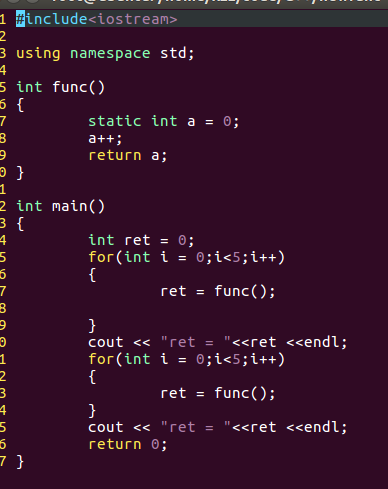 1 #include<iostream>
2
3 using namespace std;
4
5 int func()
6 {
7 static int a = 0;
8 a++;
9 return a;
0 }
1
2 int main()
3 {
4 int ret = 0;
5 for(int i = 0;i<5;i++)
6 {
7 ret = func();
8
9 }
0 cout << "ret = "<<ret <<endl;
1 for(int i = 0;i<5;i++)
2 {
3 ret = func();
4 }
5 cout << "ret = "<<ret <<endl;
6 return 0;
7 }